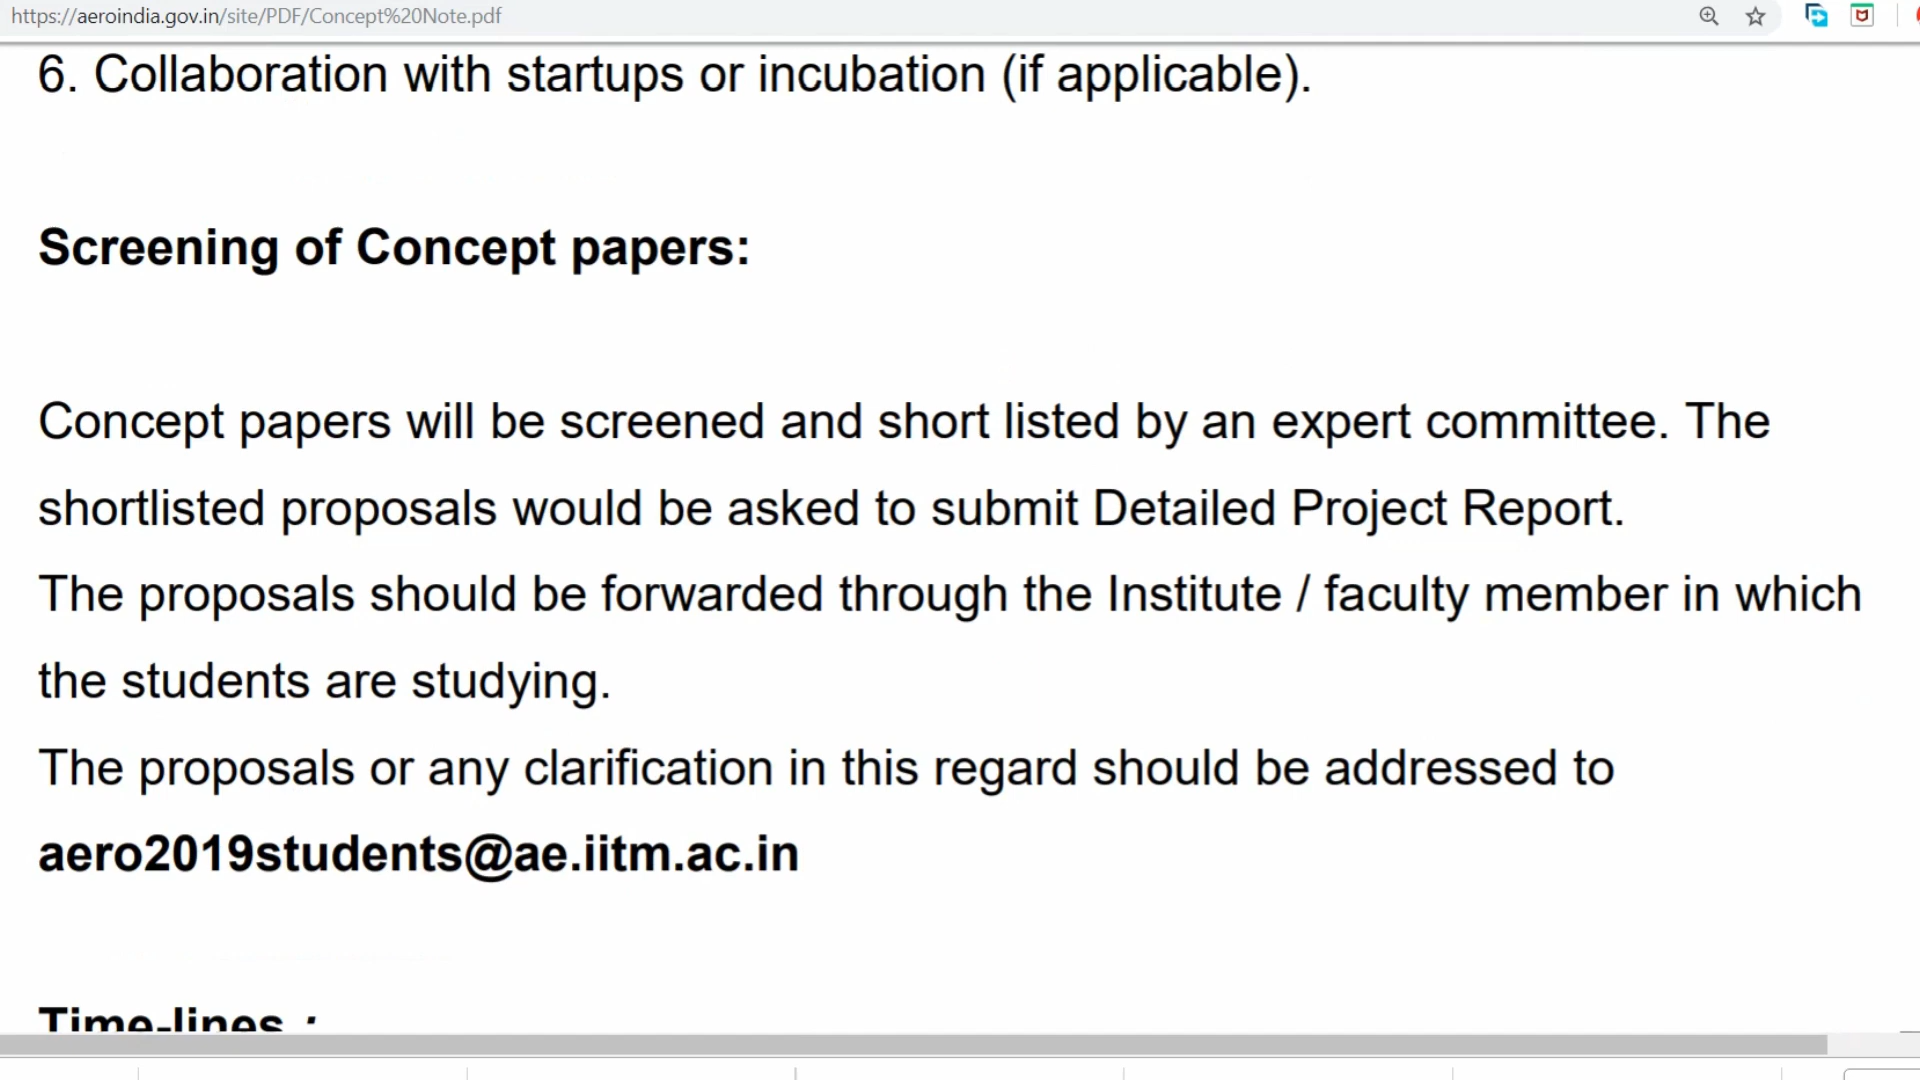 https://aeroindia.gov.in/site/PDF/Concept%20Note.pdf
6. Collaboration with startups or incubation (if applicable).
Screening of Concept papers:
Concept papers will be screened and short listed by an expert committee. The
shortlisted proposals would be asked to submit Detailed Project Report.
The proposals should be forwarded through the Institute / faculty member in which
the students are studying.
The proposals or any clarification in this regard should be addressed to
aero2019students@ae.iitm.ac.in
Time-lines :